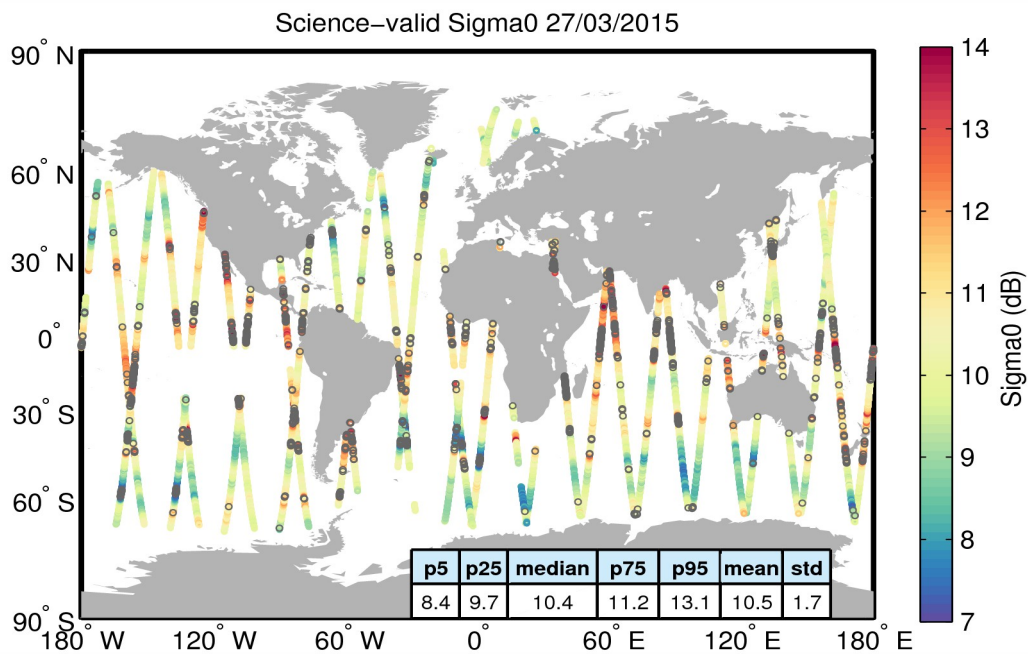 Science−valid Sigma0 27/03/2015
90° N
60° N
30° N
0°
30° S
60° S
90° S
180° W
120° W
60° W
0°
60° E
120° E
180° E
p5 p25 median p75 p95 mean std
8.4 9.7 10.4 11.2 13.1 10.5 1.7
14
13
12
11
10
9
8
7
Sigma0 (dB)